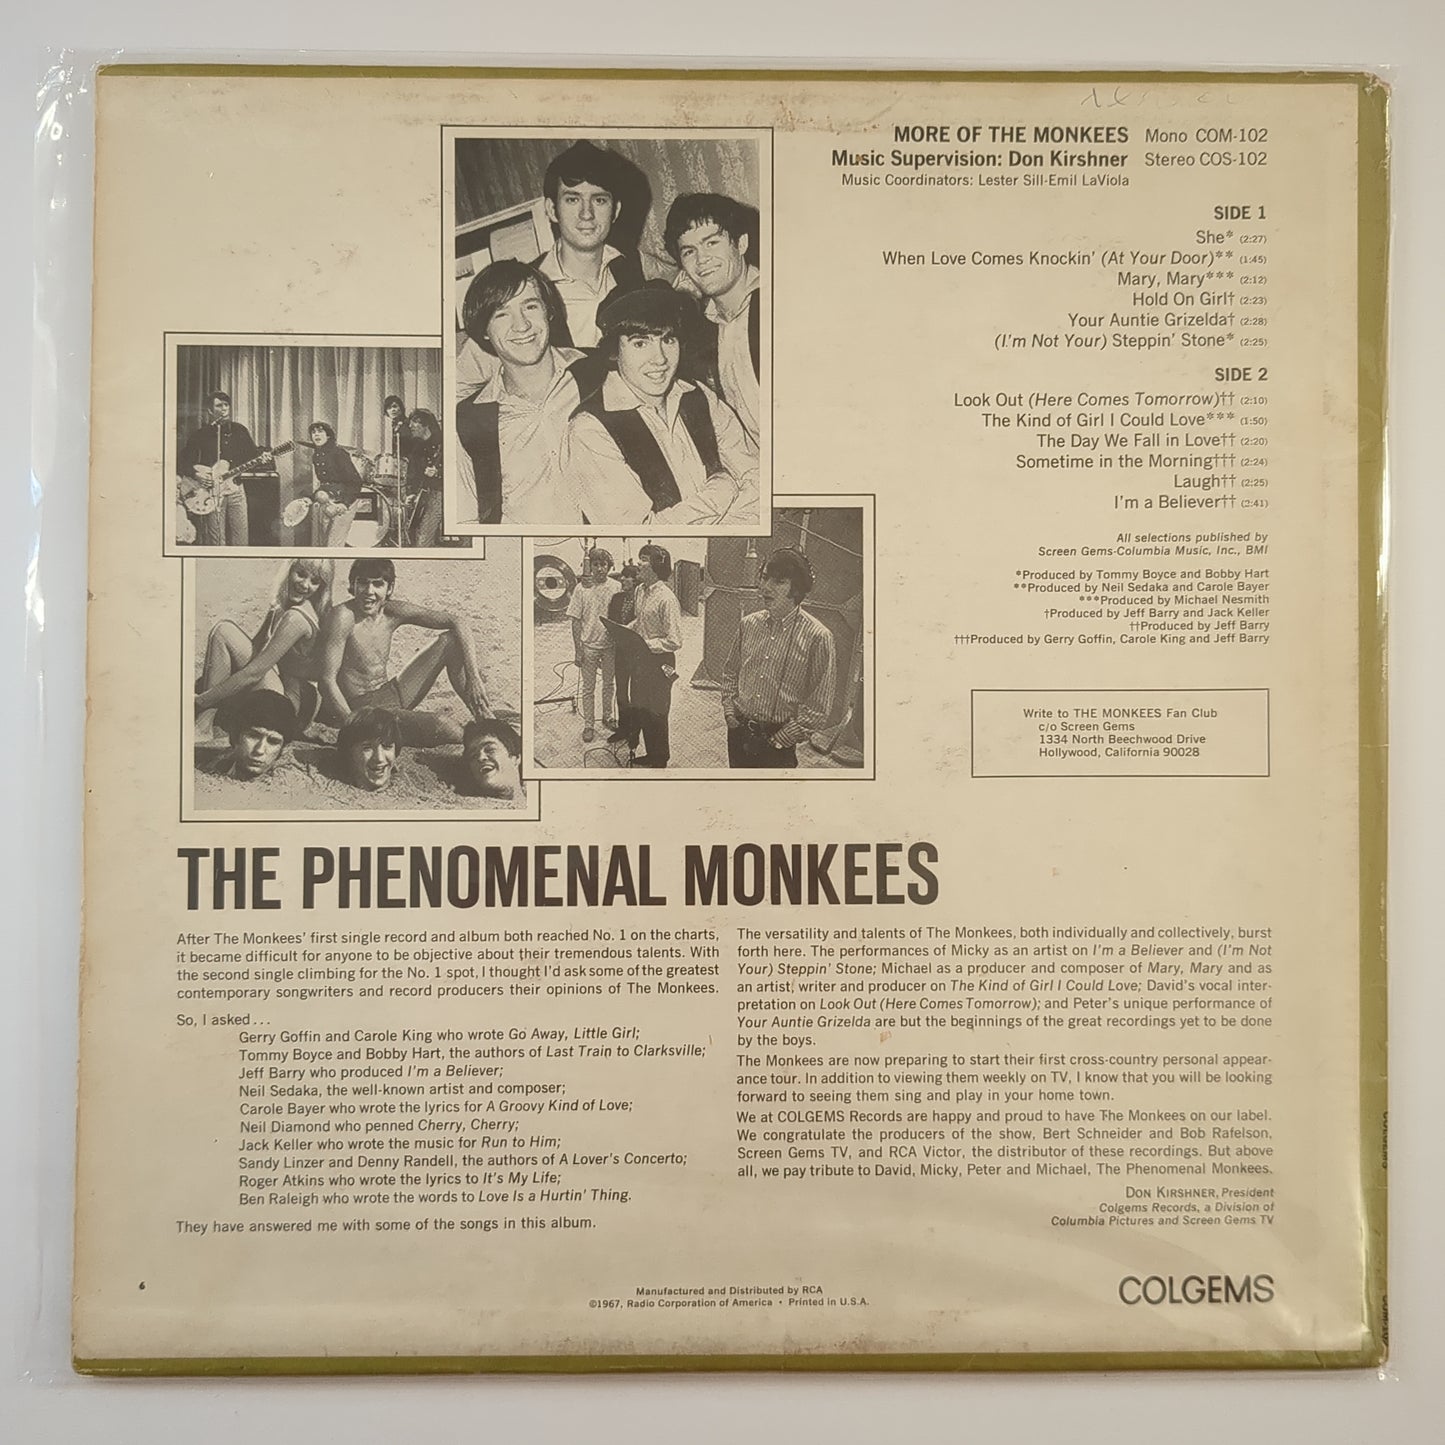 MORE OF THE MONKEES Mono COM-102
Music Supervision: Don Kirshner Stereo COS-102
Music Coordinators: Lester Sill-Emil LaViola
SIDE 1
She* (2:27)
When Love Comes Knockin' (At Your Door)** (1:45)
Mary, Mary*** (2:12)
Hold On Girl† (2:23)
Your Auntie Grizelda† (2:28)
(I'm Not Your) Steppin' Stone* (2:25)
SIDE 2
Look Out (Here Comes Tomorrow)†† (2:10)
The Kind of Girl I Could Love*** (1:50)
The Day We Fall in Love†† (2:20)
Sometime in the Morning††† (2:24)
Laugh†† (2:25)
I'm a Believer†† (2:41)
All selections published by
Screen Gems-Columbia Music, Inc., BMI
*Produced by Tommy Boyce and Bobby Hart
**Produced by Neil Sedaka and Carole Bayer
***Produced by Michael Nesmith
†Produced by Jeff Barry and Jack Keller
††Produced by Jeff Barry
†††Produced by Gerry Goffin, Carole King and Jeff Barry
Write to THE MONKEES Fan Club
c/o Screen Gems
1334 North Beechwood Drive
Hollywood, California 90028
THE PHENOMENAL MONKEES
After The Monkees' first single record and album both reached No. 1 on the charts,
it became difficult for anyone to be objective about their tremendous talents. With
the second single climbing for the No. 1 spot, I thought I'd ask some of the greatest
contemporary songwriters and record producers their opinions of The Monkees.
So, I asked...
Gerry Goffin and Carole King who wrote Go Away, Little Girl;
Tommy Boyce and Bobby Hart, the authors of Last Train to Clarksville;
Jeff Barry who produced I'm a Believer;
Neil Sedaka, the well-known artist and composer;
Carole Bayer who wrote the lyrics for A Groovy Kind of Love;
Neil Diamond who penned Cherry, Cherry;
Jack Keller who wrote the music for Run to Him;
Sandy Linzer and Denny Randell, the authors of A Lover's Concerto;
Roger Atkins who wrote the lyrics to It's My Life;
Ben Raleigh who wrote the words to Love Is a Hurtin' Thing.
They have answered me with some of the songs in this album.
The versatility and talents of The Monkees, both individually and collectively, burst
forth here. The performances of Micky as an artist on I'm a Believer and (I'm Not
Your) Steppin' Stone; Michael as a producer and composer of Mary, Mary and as
an artist, writer and producer on The Kind of Girl I Could Love; David's vocal inter-
pretation on Look Out (Here Comes Tomorrow); and Peter's unique performance of
Your Auntie Grizelda are but the beginnings of the great recordings yet to be done
by the boys.
The Monkees are now preparing to start their first cross-country personal appear-
ance tour. In addition to viewing them weekly on TV, I know that you will be looking
forward to seeing them sing and play in your home town.
We at COLGEMS Records are happy and proud to have The Monkees on our label.
We congratulate the producers of the show, Bert Schneider and Bob Rafelson,
Screen Gems TV, and RCA Victor, the distributor of these recordings. But above
all, we pay tribute to David, Micky, Peter and Michael, The Phenomenal Monkees.
DON KIRSHNER, President
Colgems Records, a Division of
Columbia Pictures and Screen Gems TV
6
Manufactured and Distributed by RCA
©1967, Radio Corporation of America • Printed in U.S.A.
COLGEMS